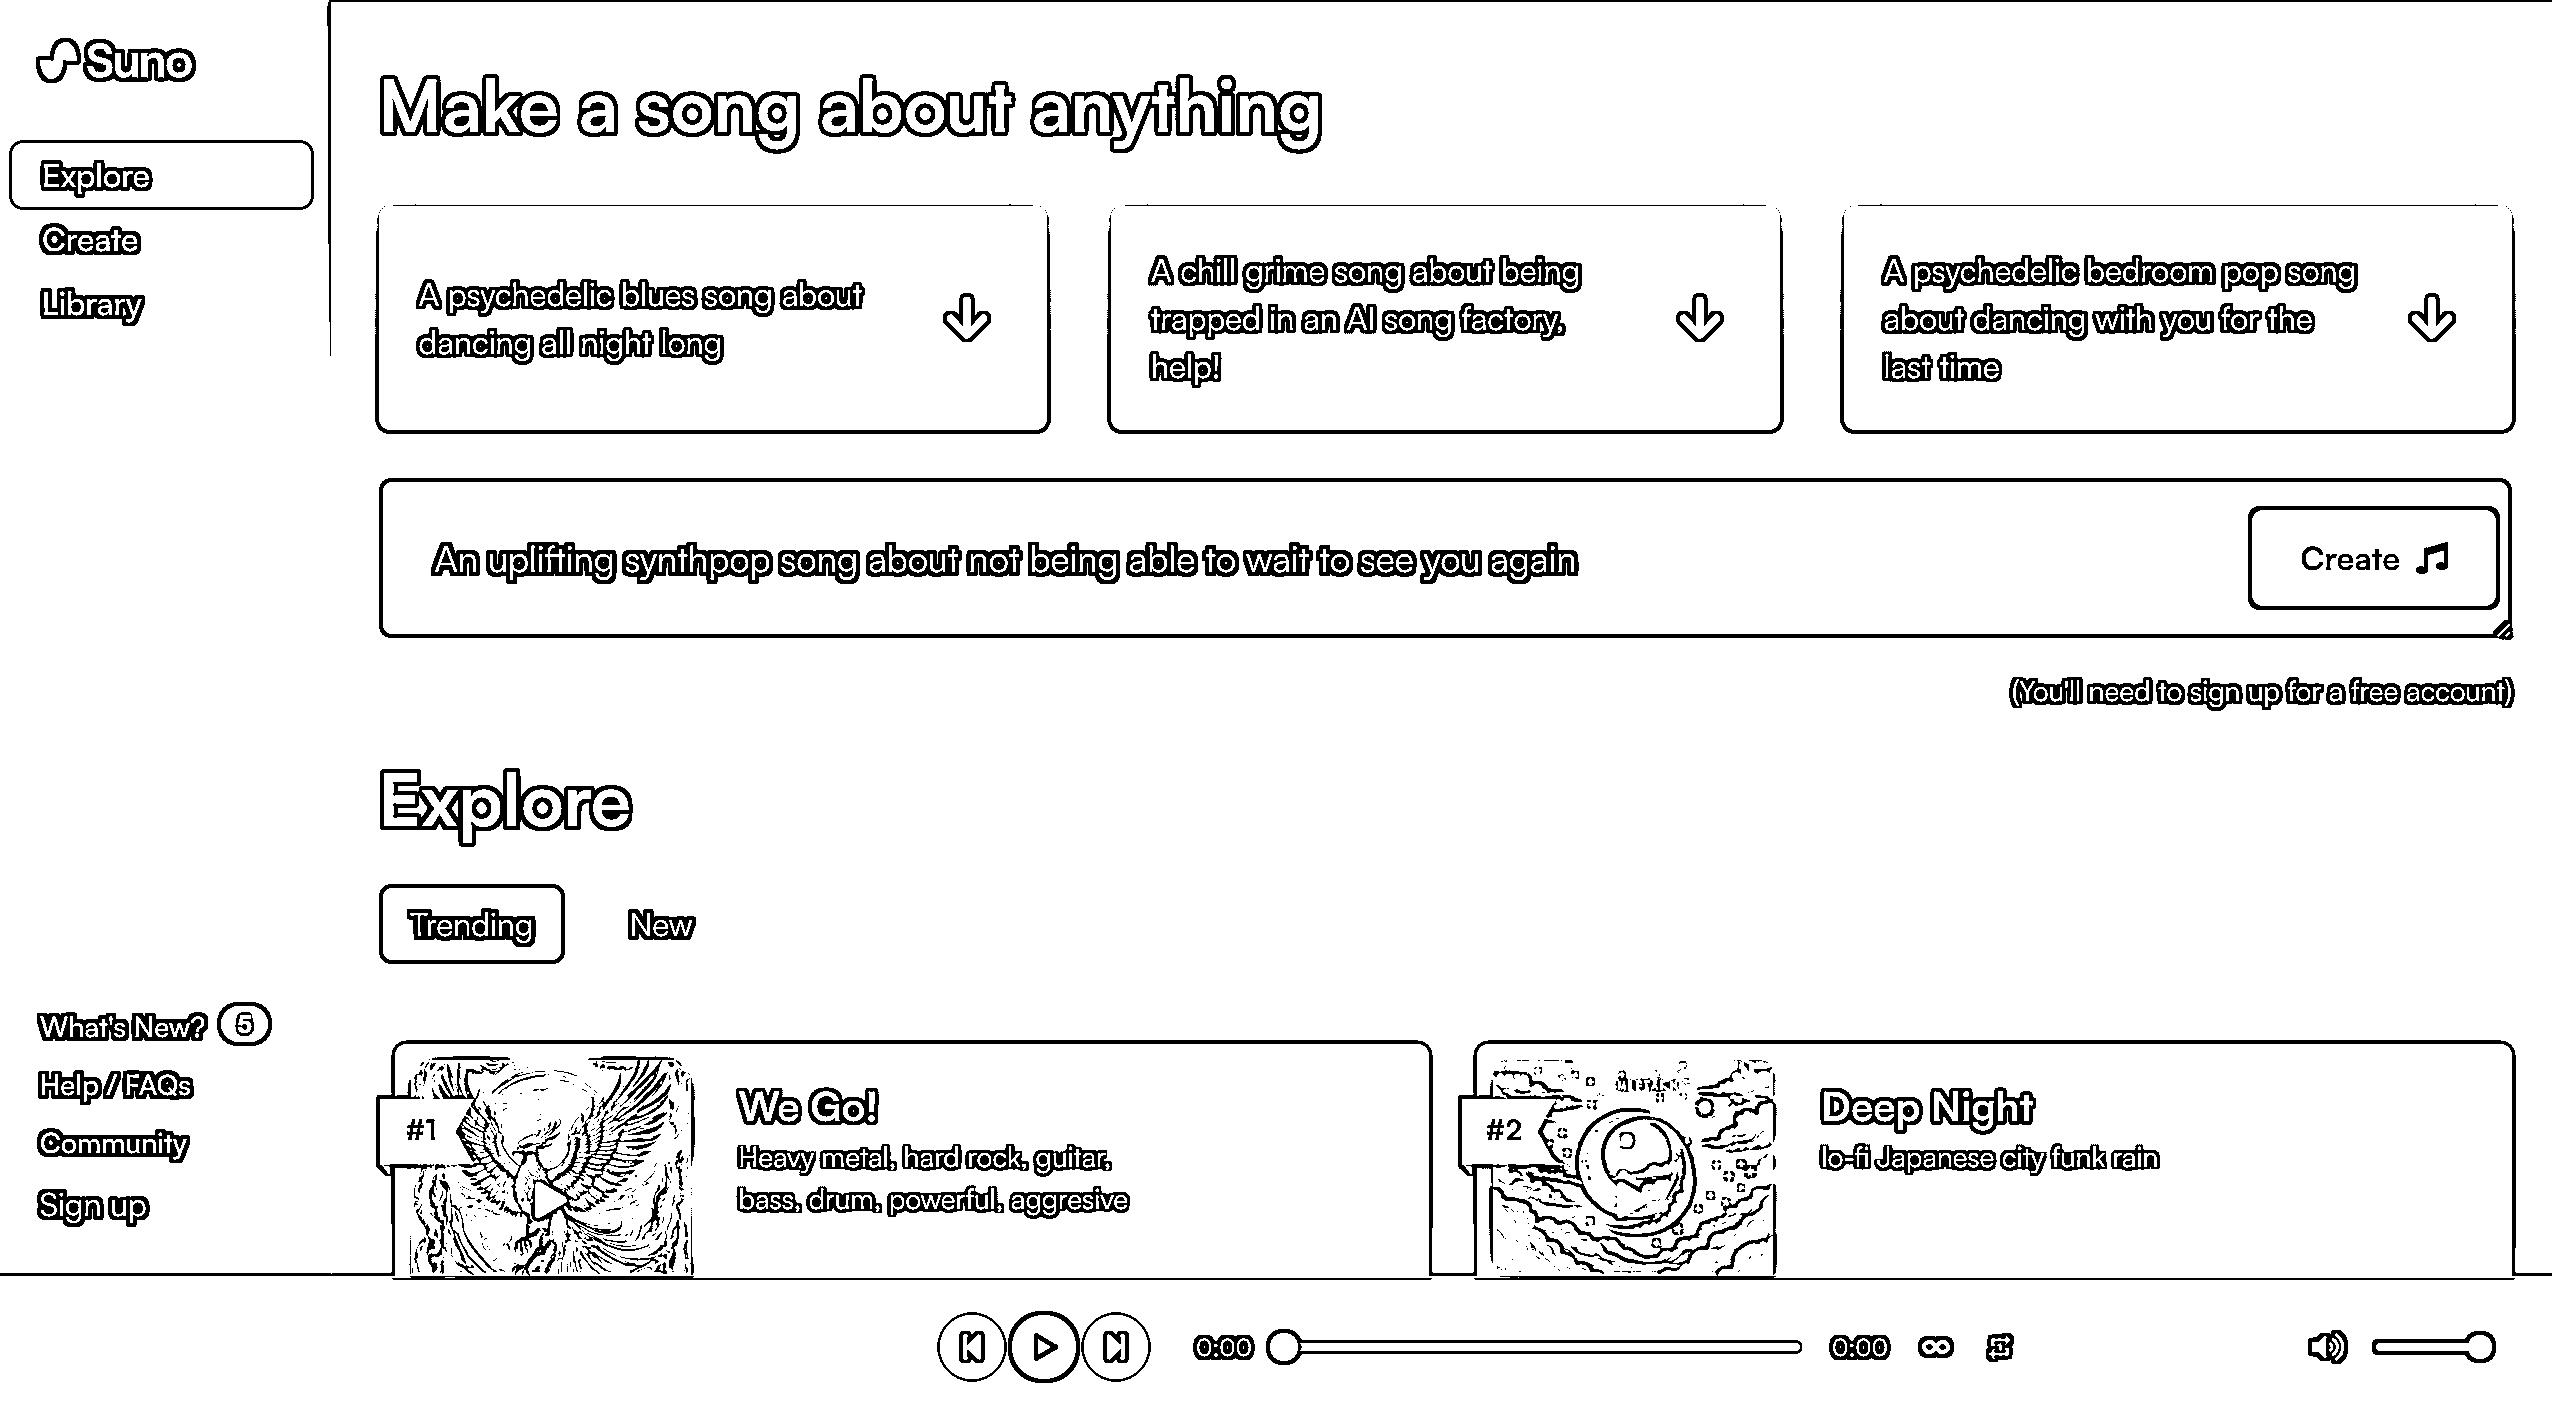 Suno
Explore
Create
Library
Make a song about anything
A psychedelic blues song about
dancing all night long
A chill grime song about being
trapped in an AI song factory,
help!
A psychedelic bedroom pop song
about dancing with you for the
last time
An uplifting synthpop song about not being able to wait to see you again
Create
(You'll need to sign up for a free account)
Explore
Trending
New
What's New? 5
Help / FAQs
Community
Sign up
#1
We Go!
Heavy metal, hard rock, guitar,
bass, drum, powerful, aggresive
#2
Deep Night
lo-fi Japanese city funk rain
0:00
0:00